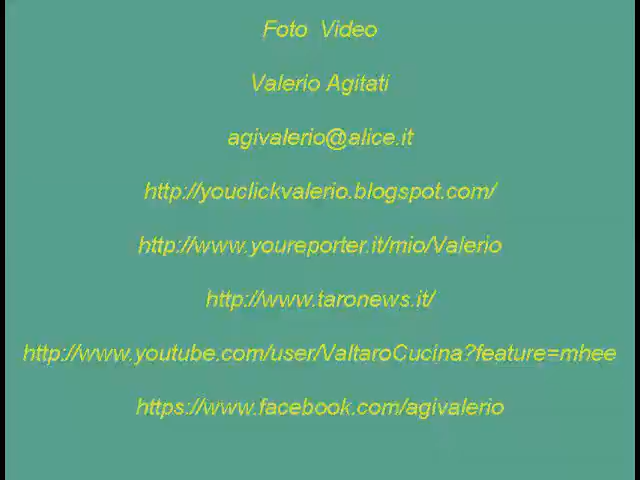 Foto Video
Valerio Agitati
agivalerio@alice.it
http://youclickvalerio.blogspot.com/
http://www.youreporter.it/mio/Valerio
http://www.taronews.it/
http://www.youtube.com/user/ValtaroCucina?feature=mhee
https://www.facebook.com/agivalerio